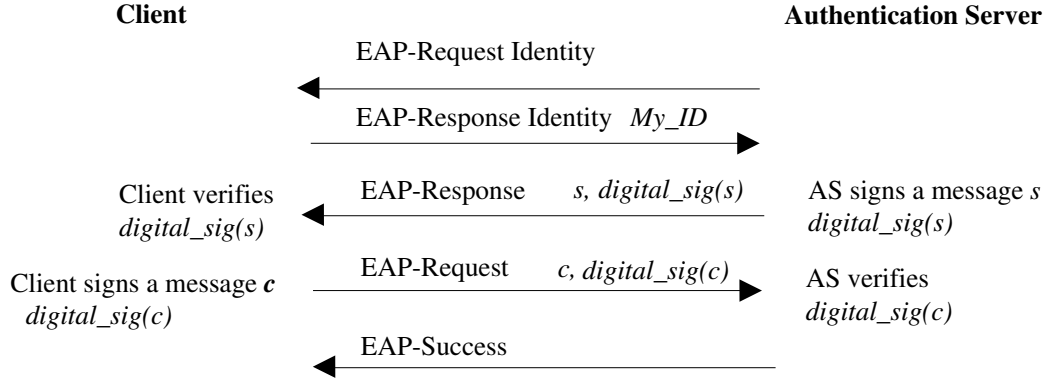 Client
Authentication Server
EAP-Request Identity
EAP-Response Identity My_ID
Client verifies
digital_sig(s)
EAP-Response s, digital_sig(s)
AS signs a message s
digital_sig(s)
Client signs a message c
digital_sig(c)
EAP-Request c, digital_sig(c)
AS verifies
digital_sig(c)
EAP-Success